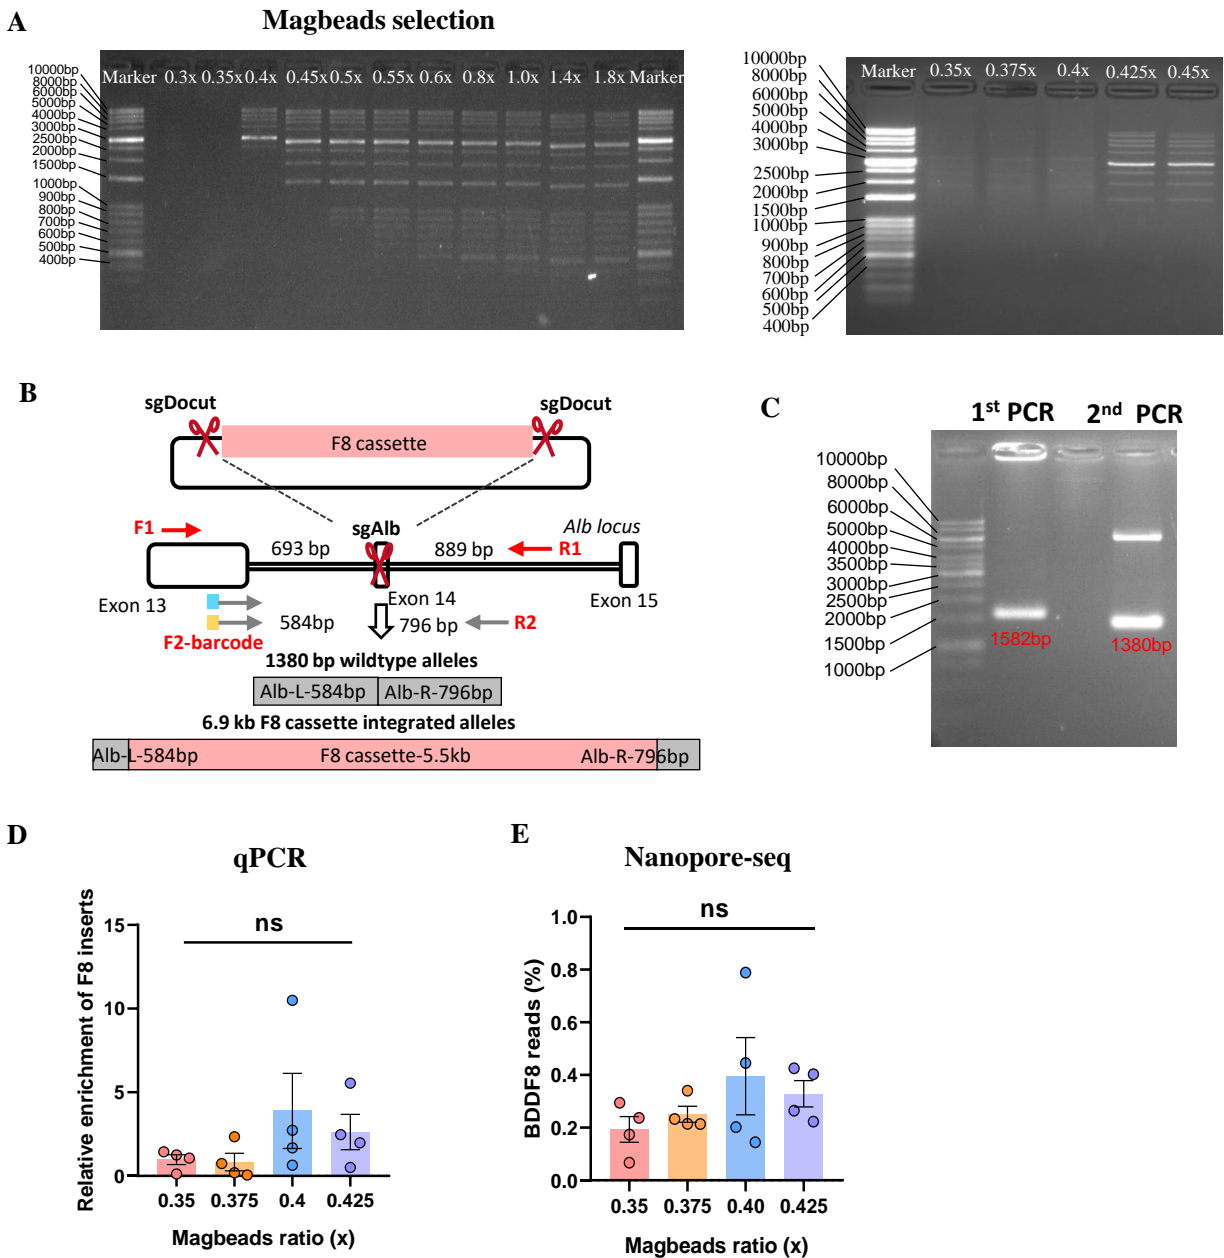 A
Magbeads selection
Marker 0.3x 0.35x 0.4x 0.45x 0.5x 0.55x 0.6x 0.8x 1.0x 1.4x 1.8x Marker
10000bp
8000bp
6000bp
5000bp
4000bp
3000bp
2500bp
2000bp
1500bp
1000bp
900bp
800bp
700bp
600bp
500bp
400bp
Marker 0.35x 0.375x 0.4x 0.425x 0.45x
10000bp
8000bp
6000bp
5000bp
4000bp
3000bp
2500bp
2000bp
1500bp
1000bp
900bp
800bp
700bp
600bp
500bp
400bp
B
sgDocut sgDocut
F8 cassette
F1 sgAlb Alb locus
693 bp 889 bp R1
Exon 13 Exon 14 Exon 15
584bp 796 bp R2
F2-barcode
1380 bp wildtype alleles
Alb-L-584bp Alb-R-796bp
6.9 kb F8 cassette integrated alleles
Alb-L-584bp F8 cassette-5.5kb Alb-R-796bp
C
1st PCR 2nd PCR
10000bp
8000bp
6000bp
5000bp
4000bp
3500bp
3000bp
2500bp
2000bp
1500bp
1000bp
1582bp 1380bp
D
qPCR
Relative enrichment of F8 inserts
ns
15
10
5
0
0.35 0.375 0.4 0.425
Magbeads ratio (x)
E
Nanopore-seq
BDDF8 reads (%)
ns
1.0
0.8
0.6
0.4
0.2
0.0
0.35 0.375 0.40 0.425
Magbeads ratio (x)